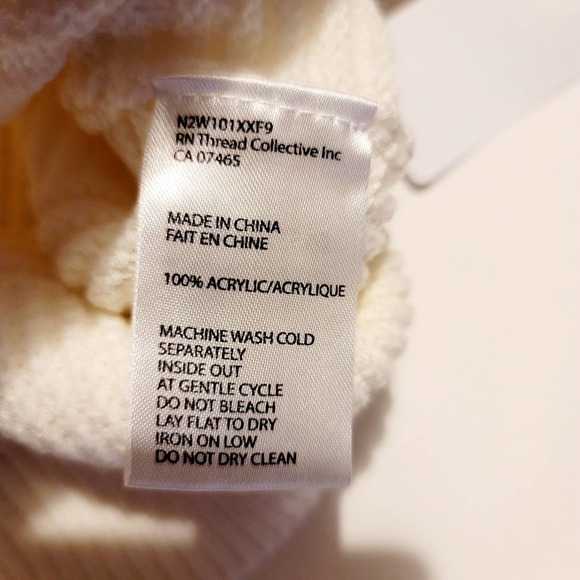 N2W101XXF9
RN Thread Collective Inc
CA 07465
MADE IN CHINA
FAIT EN CHINE
100% ACRYLIC/ACRYLIQUE
MACHINE WASH COLD
SEPARATELY
INSIDE OUT
AT GENTLE CYCLE
DO NOT BLEACH
LAY FLAT TO DRY
IRON ON LOW
DO NOT DRY CLEAN